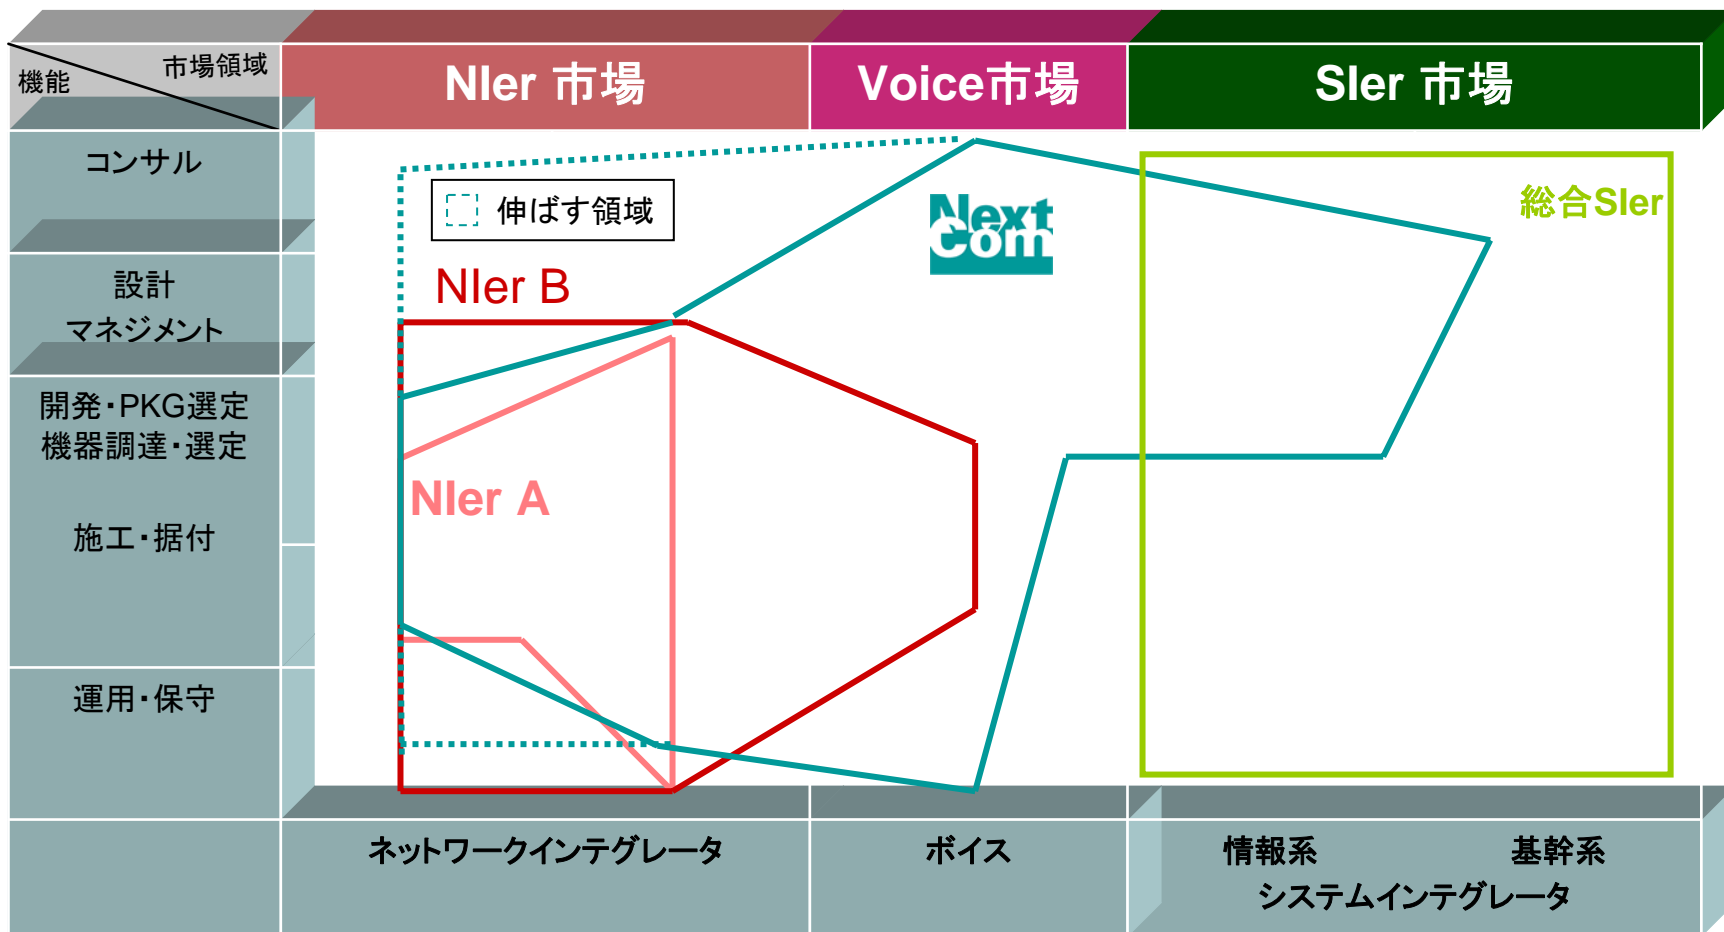 市場領域
機能
NIer 市場
Voice市場
SIer 市場
コンサル
伸ばす領域
Next
Com
総合SIer
設計
マネジメント
NIer B
開発・PKG選定
機器調達・選定
NIer A
施工・据付
運用・保守
ネットワークインテグレータ
ボイス
情報系
基幹系
システムインテグレータ